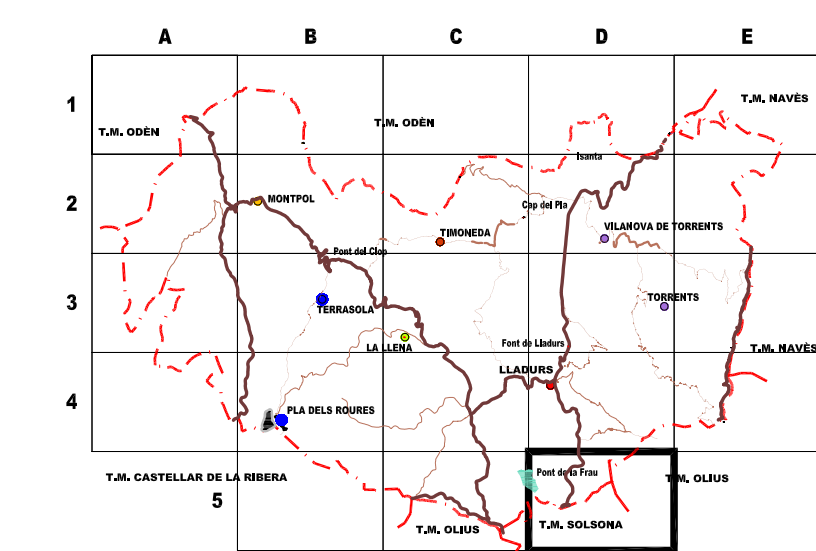 A B C D E
1
T.M. NAVÈS
T.M. ODÈN
T.M. ODÈN
Isanta
2
MONTPOL
Cap del Pla
VILANOVA DE TORRENTS
TIMONEDA
Pont del Clop
3
TORRENTS
TERRASOLA
Font de Lladurs
LA LLENA
T.M. NAVÈS
LLADURS
4
PLA DELS ROURES
Pont de la Frau
T.M. CASTELLAR DE LA RIBERA
T.M. OLIUS
5
T.M. OLIUS
T.M. SOLSONA